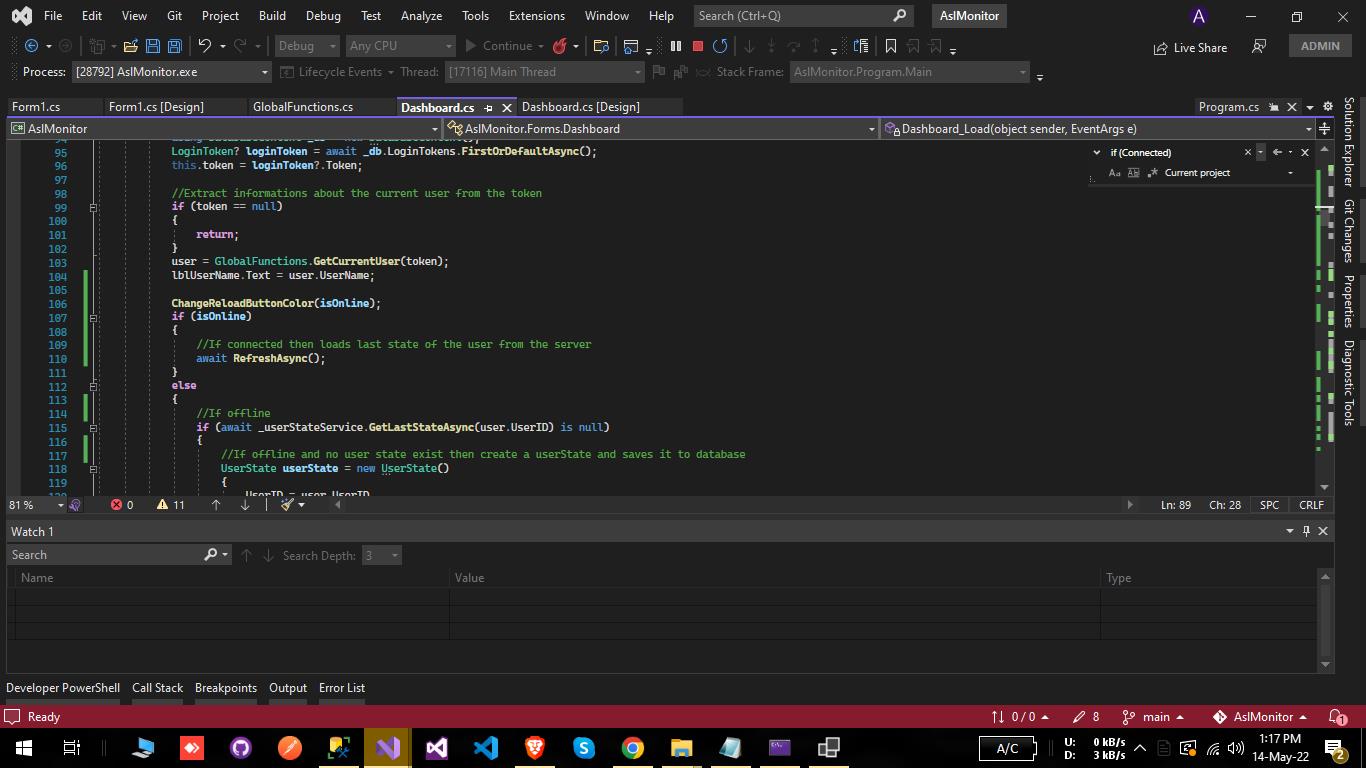 File Edit View Git Project Build Debug Test Analyze Tools Extensions Window Help Search (Ctrl+Q) AslMonitor A
Debug Any CPU Continue Live Share ADMIN
Process: [28792] AslMonitor.exe Lifecycle Events Thread: [17116] Main Thread Stack Frame: AslMonitor.Program.Main
Form1.cs Form1.cs [Design] GlobalFunctions.cs Dashboard.cs Dashboard.cs [Design] Program.cs
C# AslMonitor AslMonitor.Forms.Dashboard Dashboard_Load(object sender, EventArgs e)
95 LoginToken? loginToken = await _db.LoginTokens.FirstOrDefaultAsync();
96 this.token = loginToken?.Token;
97
98 //Extract informations about the current user from the token
99 if (token == null)
100 {
101 return;
102 }
103 user = GlobalFunctions.GetCurrentUser(token);
104 lblUserName.Text = user.UserName;
105
106 ChangeReloadButtonColor(isOnline);
107 if (isOnline)
108 {
109 //If connected then loads last state of the user from the server
110 await RefreshAsync();
111 }
112 else
113 {
114 //If offline
115 if (await _userStateService.GetLastStateAsync(user.UserID) is null)
116 {
117 //If offline and no user state exist then create a userState and saves it to database
118 UserState userState = new UserState()
119 {
120 UserID = user.UserID
if (Connected)
Aa Ab Current project
Solution Explorer
Git Changes
Properties
Diagnostic Tools
81 % 0 11 Ln: 89 Ch: 28 SPC CRLF
Watch 1
Search Search Depth: 3
Name Value Type
Developer PowerShell Call Stack Breakpoints Output Error List
Ready 0 / 0 8 main AslMonitor 1
A/C U: 0 kB/s 1:17 PM
D: 3 kB/s 14-May-22 2